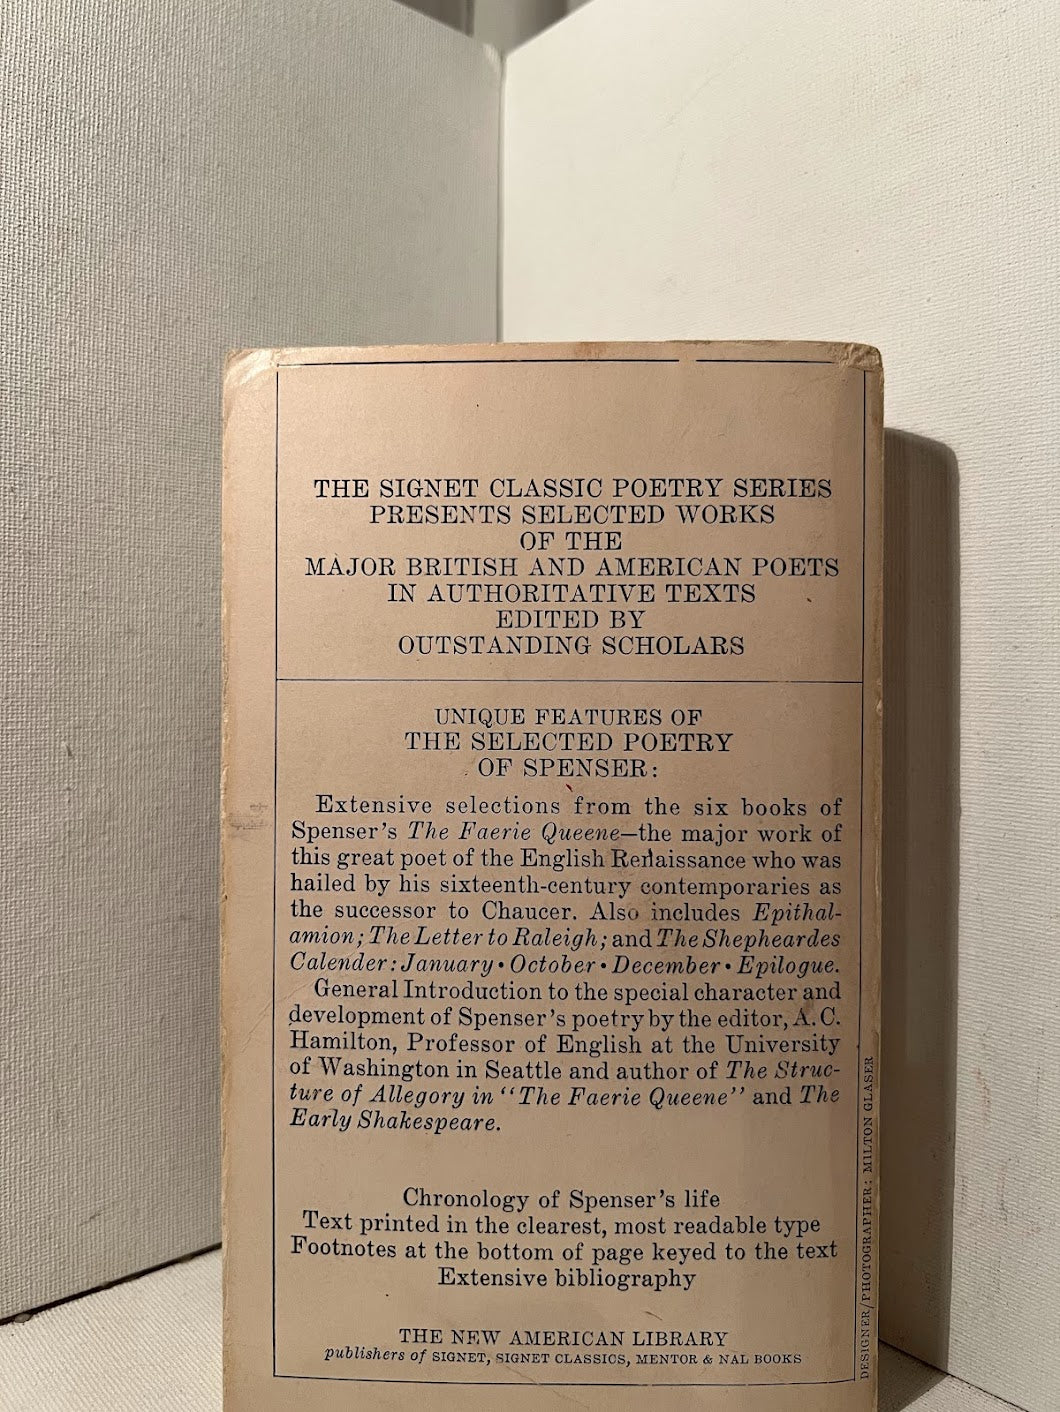 THE SIGNET CLASSIC POETRY SERIES
PRESENTS SELECTED WORKS
OF THE
MAJOR BRITISH AND AMERICAN POETS
IN AUTHORITATIVE TEXTS
EDITED BY
OUTSTANDING SCHOLARS
UNIQUE FEATURES OF
THE SELECTED POETRY
OF SPENSER:
Extensive selections from the six books of
Spenser's The Faerie Queene—the major work of
this great poet of the English Renaissance who was
hailed by his sixteenth-century contemporaries as
the successor to Chaucer. Also includes Epithal-
amion; The Letter to Raleigh; and The Shepheardes
Calender: January • October • December • Epilogue.
General Introduction to the special character and
development of Spenser's poetry by the editor, A. C.
Hamilton, Professor of English at the University
of Washington in Seattle and author of The Struc-
ture of Allegory in "The Faerie Queene" and The
Early Shakespeare.
Chronology of Spenser's life
Text printed in the clearest, most readable type
Footnotes at the bottom of page keyed to the text
Extensive bibliography
THE NEW AMERICAN LIBRARY
publishers of SIGNET, SIGNET CLASSICS, MENTOR & NAL BOOKS
DESIGNER/PHOTOGRAPHER: MILTON GLASER